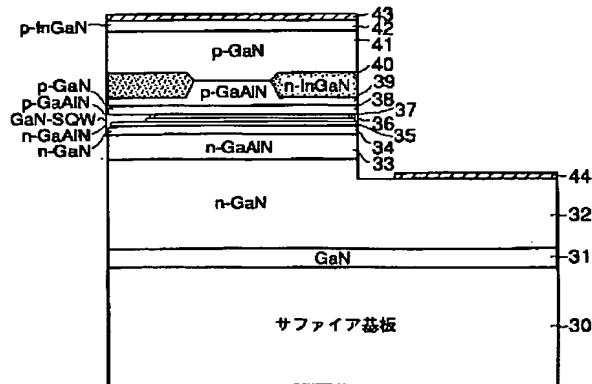 43
p-InGaN
42
41
p-GaN
40
n-InGaN
39
p-GaN
p-GaAlN
38
p-GaAlN
37
GaN-SQW
36
n-GaAlN
35
n-GaN
34
n-GaAlN
33
44
n-GaN
32
GaN
31
サファイア基板
30